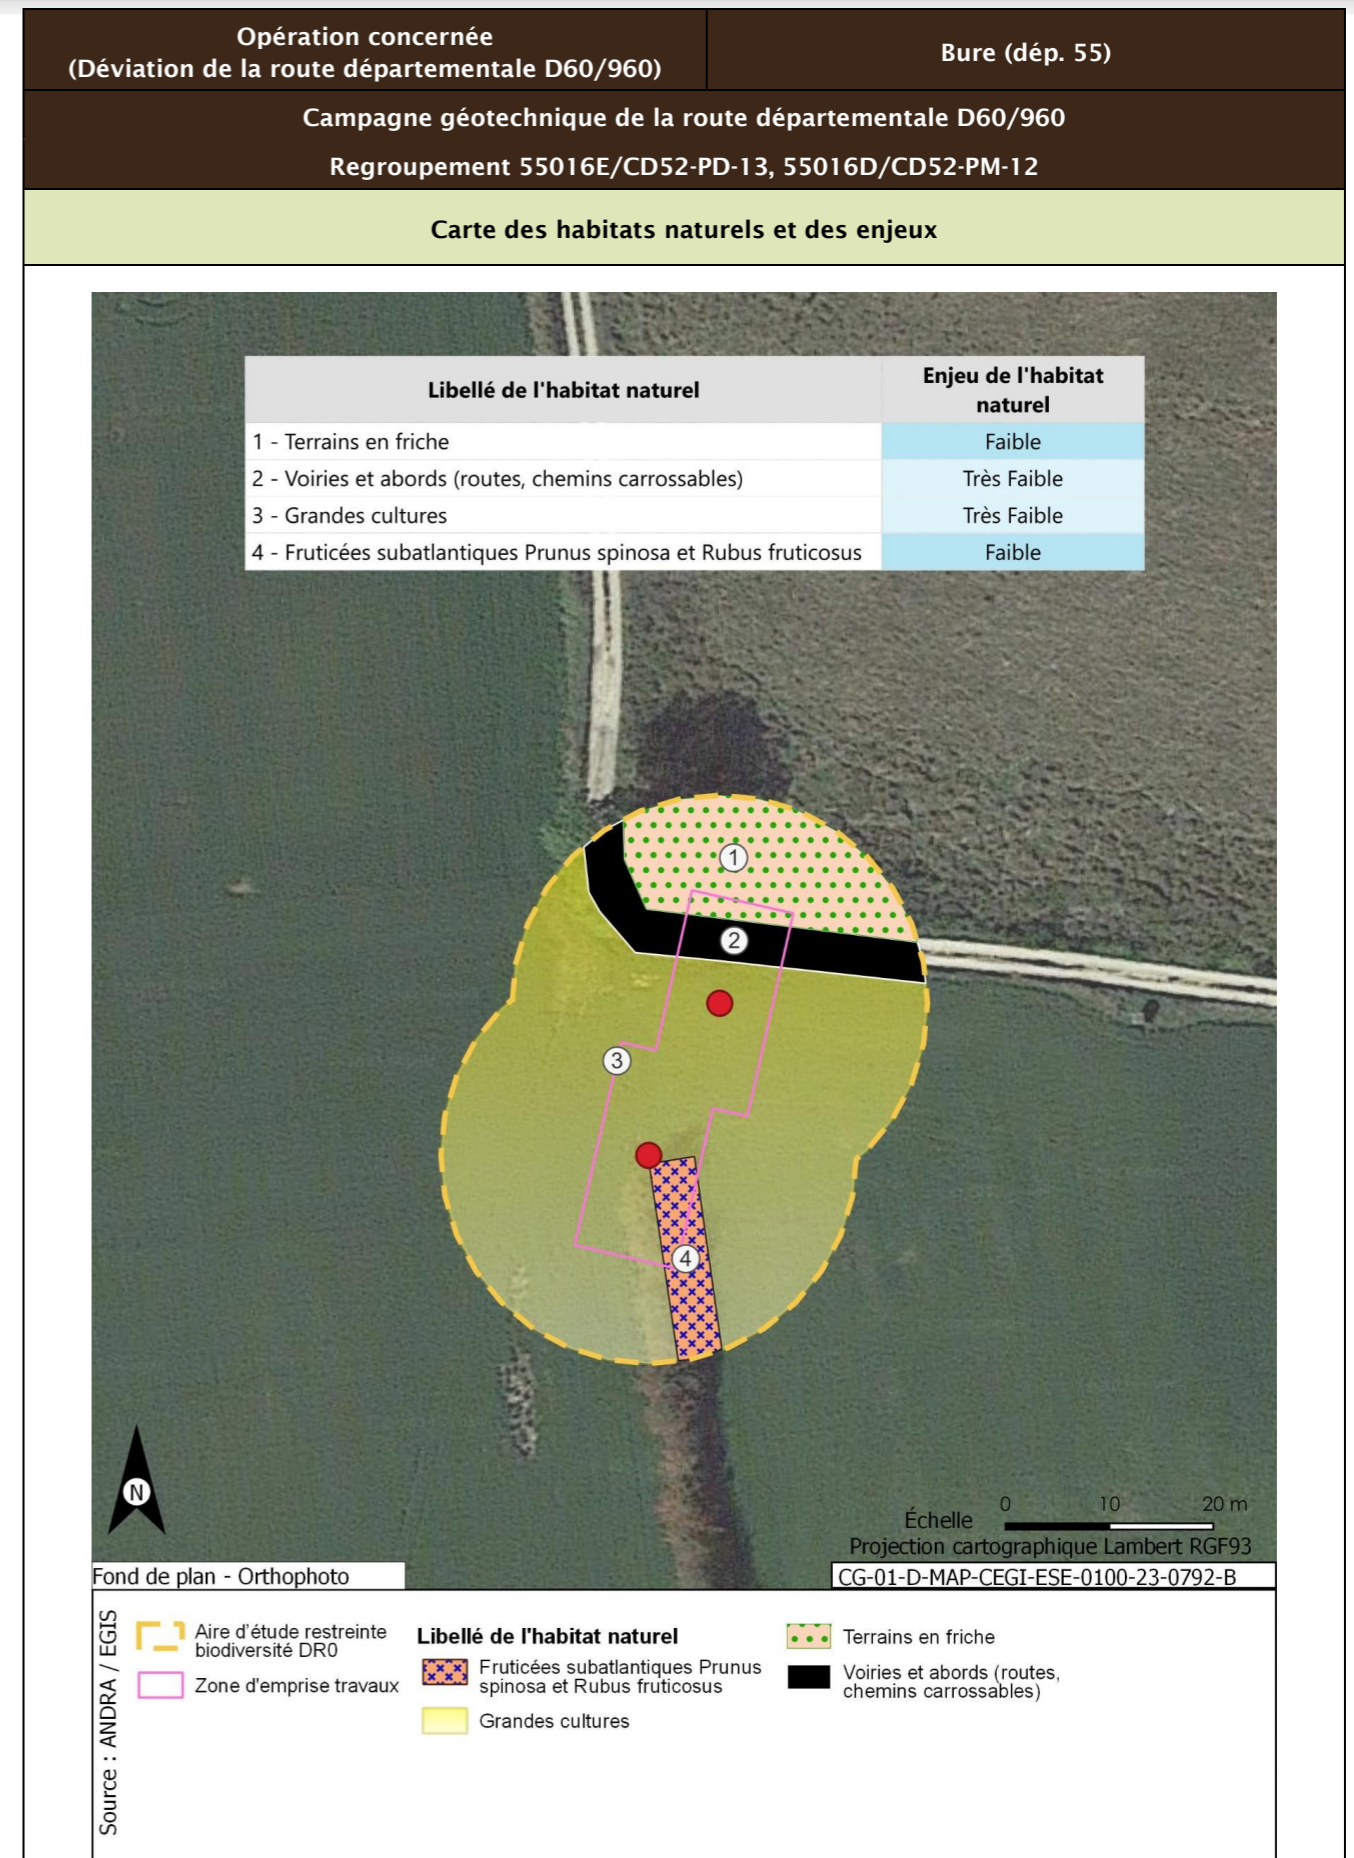 Opération concernée
(Déviation de la route départementale D60/960)
Bure (dép. 55)
Campagne géotechnique de la route départementale D60/960
Regroupement 55016E/CD52-PD-13, 55016D/CD52-PM-12
Carte des habitats naturels et des enjeux
Libellé de l'habitat naturel
Enjeu de l'habitat
naturel
1 - Terrains en friche
Faible
2 - Voiries et abords (routes, chemins carrossables)
Très Faible
3 - Grandes cultures
Très Faible
4 - Fruticées subatlantiques Prunus spinosa et Rubus fruticosus
Faible
1
2
3
4
N
Échelle
0 10 20 m
Projection cartographique Lambert RGF93
Fond de plan - Orthophoto
CG-01-D-MAP-CEGI-ESE-0100-23-0792-B
Source : ANDRA / EGIS
Aire d'étude restreinte
biodiversité DR0
Zone d'emprise travaux
Libellé de l'habitat naturel
Fruticées subatlantiques Prunus
spinosa et Rubus fruticosus
Grandes cultures
Terrains en friche
Voiries et abords (routes,
chemins carrossables)